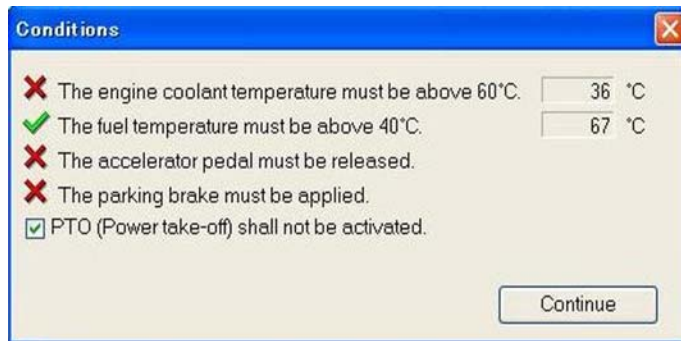 Conditions
The engine coolant temperature must be above 60°C. 36 °C
The fuel temperature must be above 40°C. 67 °C
The accelerator pedal must be released.
The parking brake must be applied.
PTO (Power take-off) shall not be activated.
Continue